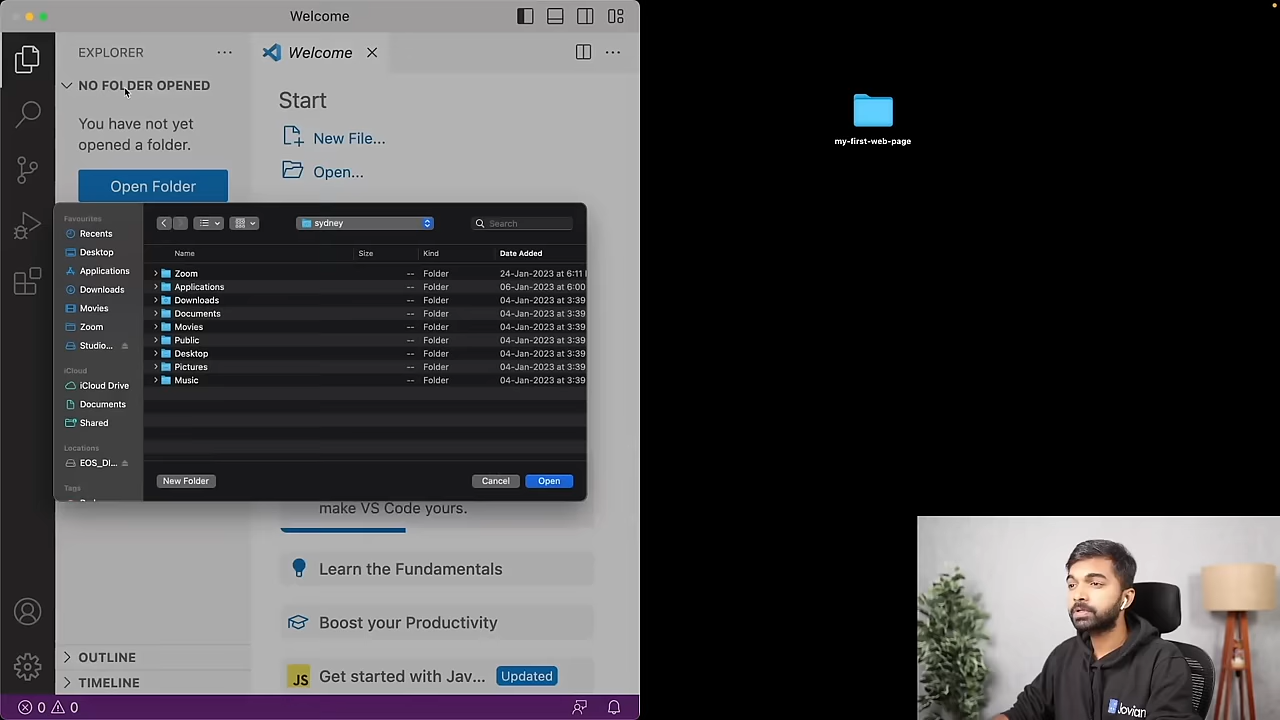 Welcome
EXPLORER
Welcome
NO FOLDER OPENED
You have not yet
opened a folder.
Open Folder
Start
New File...
Open...
my-first-web-page
Favourites
Recents
Desktop
Applications
Downloads
Movies
Zoom
Studio...
iCloud
iCloud Drive
Documents
Shared
Locations
EOS_DI...
Tags
sydney
Search
Name
Size
Kind
Date Added
Zoom -- Folder 24-Jan-2023 at 6:11
Applications -- Folder 06-Jan-2023 at 6:00
Downloads -- Folder 04-Jan-2023 at 3:39
Documents -- Folder 04-Jan-2023 at 3:39
Movies -- Folder 04-Jan-2023 at 3:39
Public -- Folder 04-Jan-2023 at 3:39
Desktop -- Folder 04-Jan-2023 at 3:39
Pictures -- Folder 04-Jan-2023 at 3:39
Music -- Folder 04-Jan-2023 at 3:39
New Folder
Cancel
Open
make VS Code yours.
Learn the Fundamentals
Boost your Productivity
JS Get started with Jav... Updated
OUTLINE
TIMELINE
0 0
Jovian